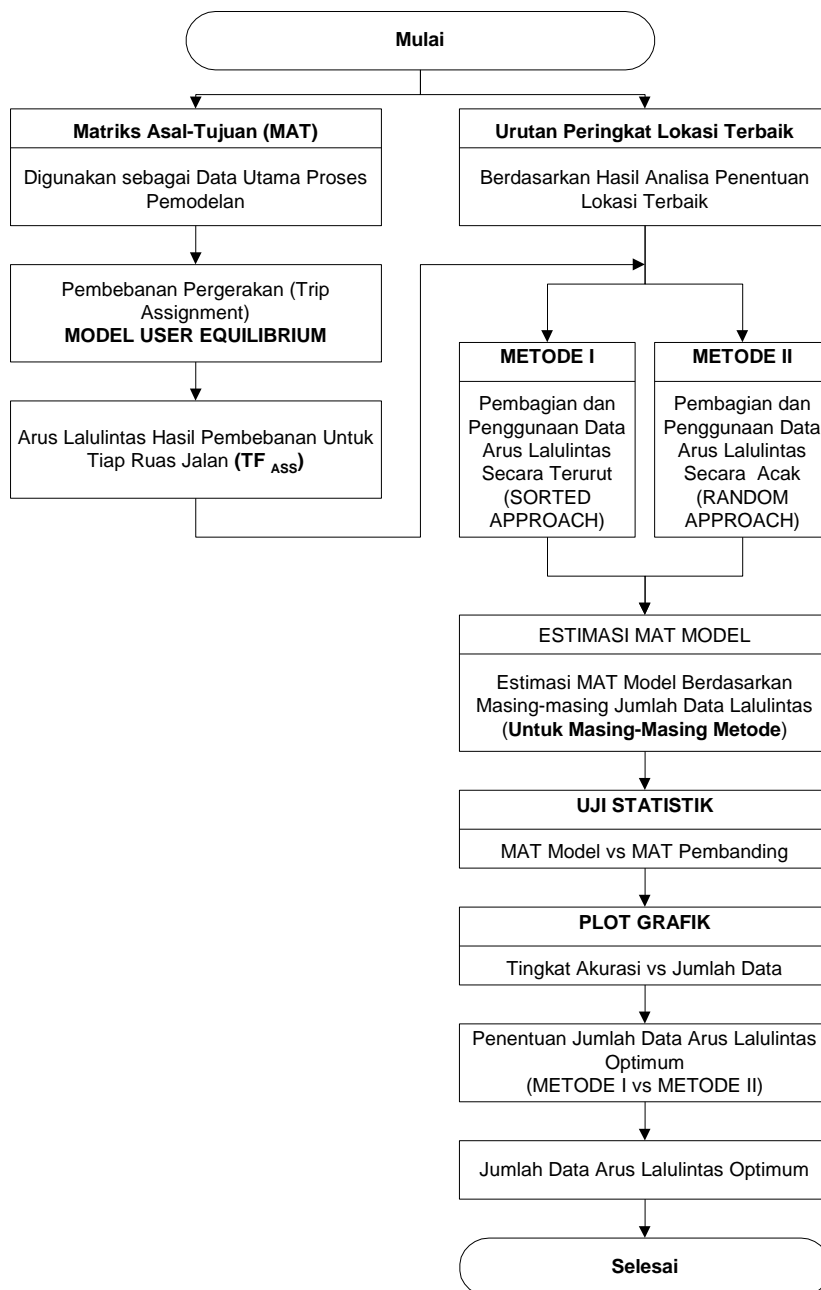 Mulai
Matriks Asal-Tujuan (MAT)
Digunakan sebagai Data Utama Proses
Pemodelan
Urutan Peringkat Lokasi Terbaik
Berdasarkan Hasil Analisa Penentuan
Lokasi Terbaik
Pembebanan Pergerakan (Trip
Assignment)
MODEL USER EQUILIBRIUM
Arus Lalulintas Hasil Pembebanan Untuk
Tiap Ruas Jalan (TF ASS)
METODE I
Pembagian dan
Penggunaan Data
Arus Lalulintas
Secara Terurut
(SORTED
APPROACH)
METODE II
Pembagian dan
Penggunaan Data
Arus Lalulintas
Secara Acak
(RANDOM
APPROACH)
ESTIMASI MAT MODEL
Estimasi MAT Model Berdasarkan
Masing-masing Jumlah Data Lalulintas
(Untuk Masing-Masing Metode)
UJI STATISTIK
MAT Model vs MAT Pembanding
PLOT GRAFIK
Tingkat Akurasi vs Jumlah Data
Penentuan Jumlah Data Arus Lalulintas
Optimum
(METODE I vs METODE II)
Jumlah Data Arus Lalulintas Optimum
Selesai